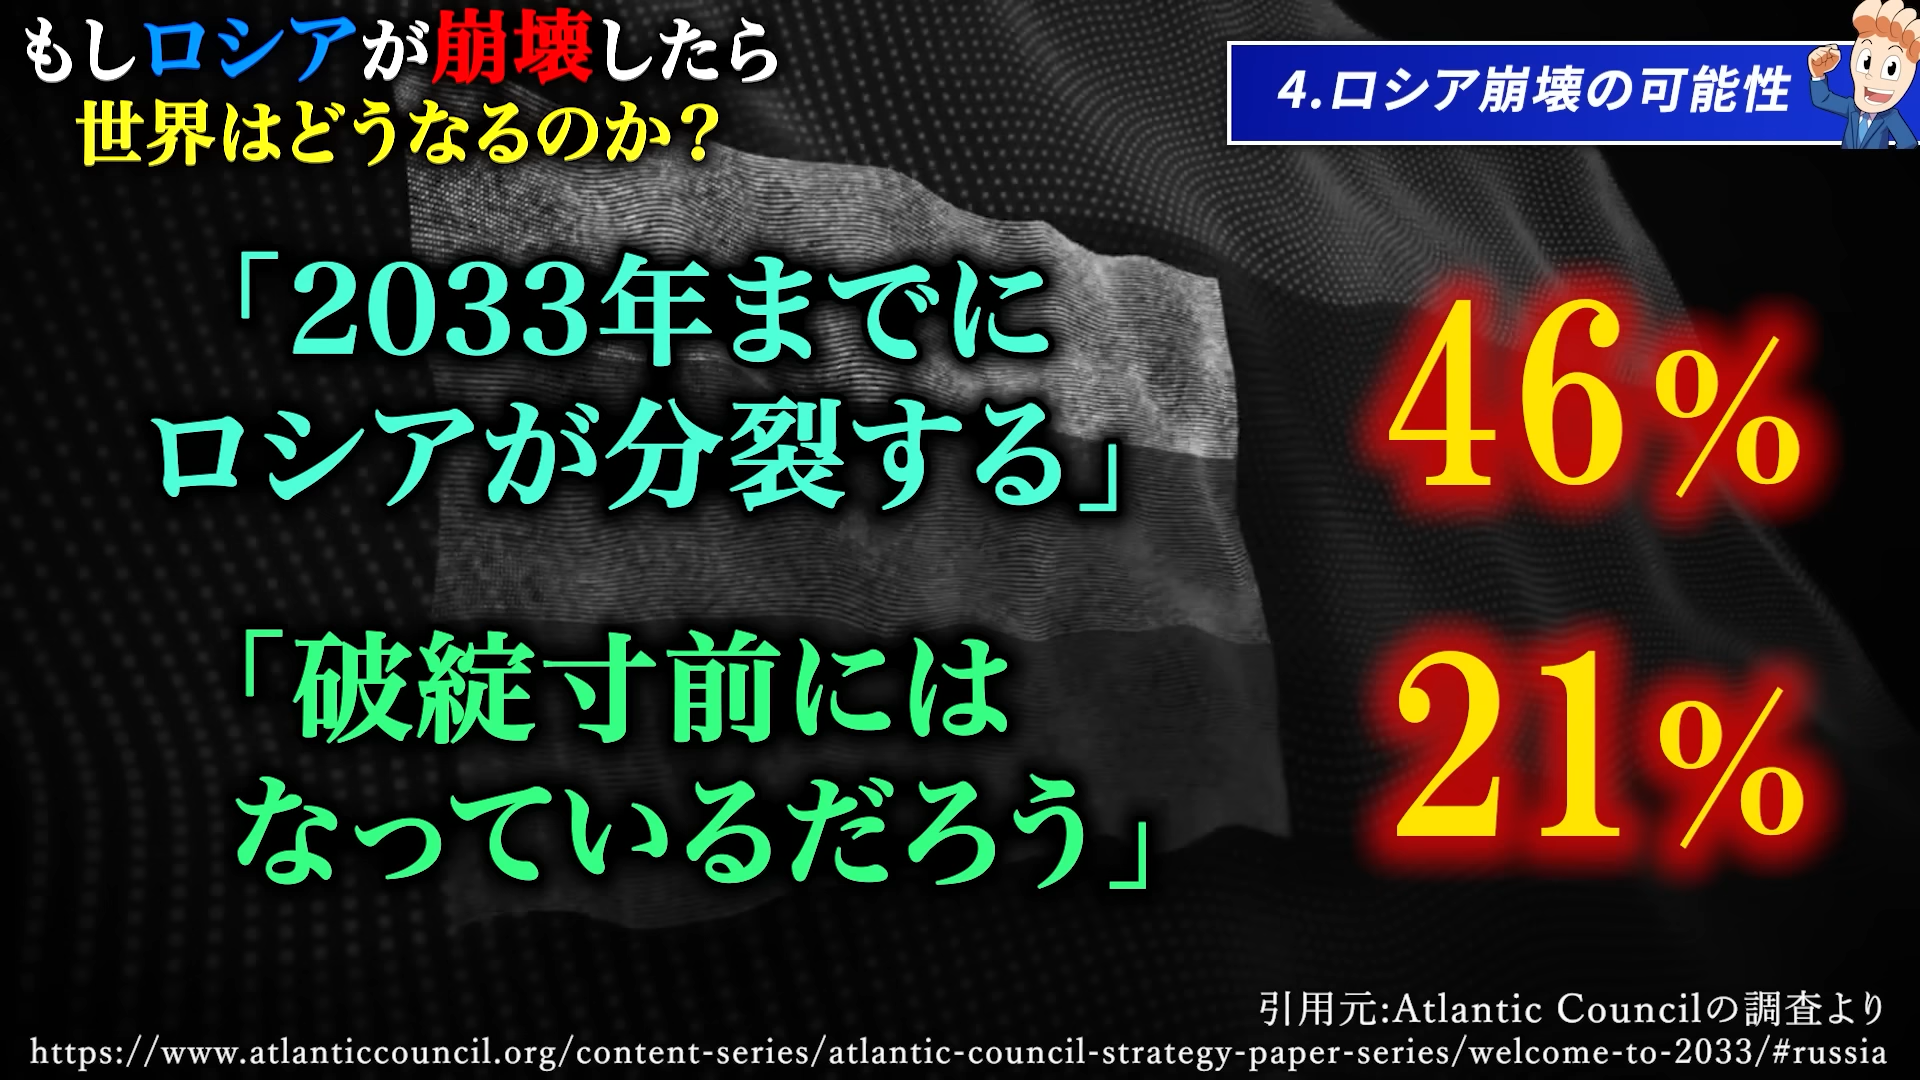 もしロシアが崩壊したら
世界はどうなるのか?
4.ロシア崩壊の可能性
「2033年までに
ロシアが分裂する」
46%
「破綻寸前には
なっているだろう」
21%
引用元:Atlantic Councilの調査より
https://www.atlanticcouncil.org/content-series/atlantic-council-strategy-paper-series/welcome-to-2033/#russia